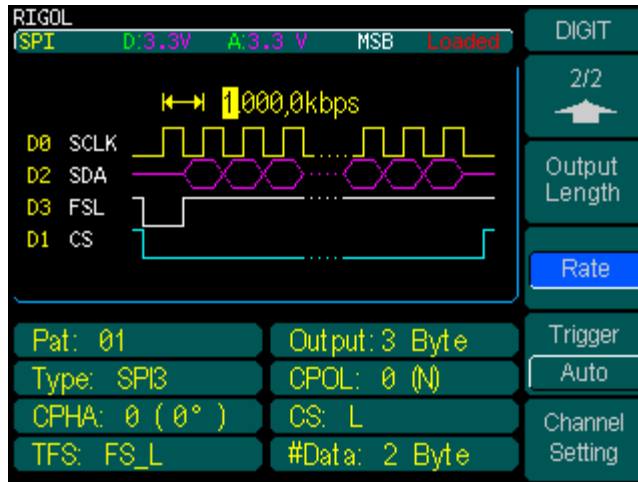 RIGOL
SPI D:3.3V A:3.3 V MSB Loaded
1.000,0kbps
D0 SCLK
D2 SDA
D3 FSL
D1 CS
Pat: 01 Output: 3 Byte
Type: SPI3 CPOL: 0 (N)
CPHA: 0 ( 0° ) CS: L
TFS: FS_L #Data: 2 Byte
DIGIT
2/2
Output
Length
Rate
Trigger
Auto
Channel
Setting